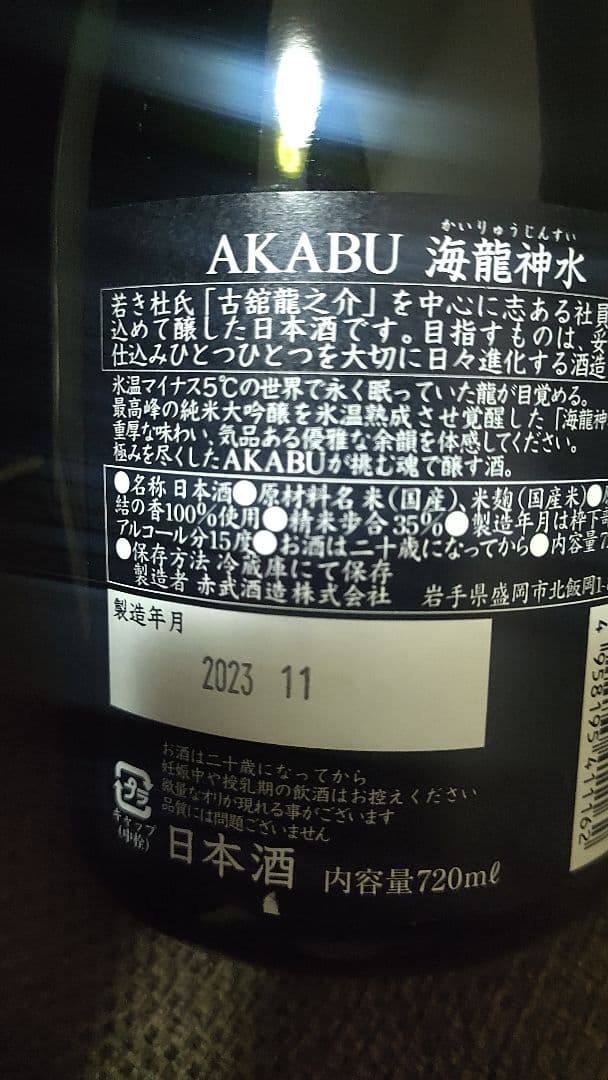 かいりゅうじんすい
AKABU 海龍神水
若き杜氏「古舘龍之介」を中心に志ある社員
込めて醸した日本酒です。目指すものは、妥
仕込みひとつひとつを大切に日々進化する酒造
氷温マイナス5℃の世界で永く眠っていた龍が目覚める。
最高峰の純米大吟醸を氷温熟成させ覚醒した「海龍神
重厚な味わい、気品ある優雅な余韻を体感してください。
極みを尽くしたAKABUが挑む魂で醸す酒。
●名称 日本酒●原材料名 米(国産)、米麹(国産米)●
結の香100%使用●精米歩合 35%●製造年月は枠下
アルコール分15度●お酒は二十歳になってから●内容量7
●保存方法 冷蔵庫にて保存
製造者 赤武酒造株式会社 岩手県盛岡市北飯岡1-
製造年月
2023 11
4 958195 411162
お酒は二十歳になってから
妊娠中や授乳期の飲酒はお控えください
微量なオリが現れる事がございます
品質には問題ございません
プラ
キャップ
(中栓)
日本酒 内容量720mℓ